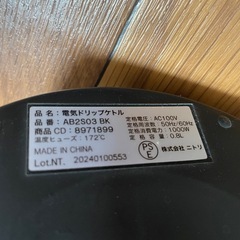 品名：電気ドリップケトル
品番：AB2S03 BK
商品CD：8971899
温度ヒューズ：172℃
MADE IN CHINA
Lot.NT. 20240100553
定格電圧：AC100V
定格周波数：50Hz/60Hz
定格消費電力：1000W
定格容量：0.8L
PSE
株式会社 ニトリ